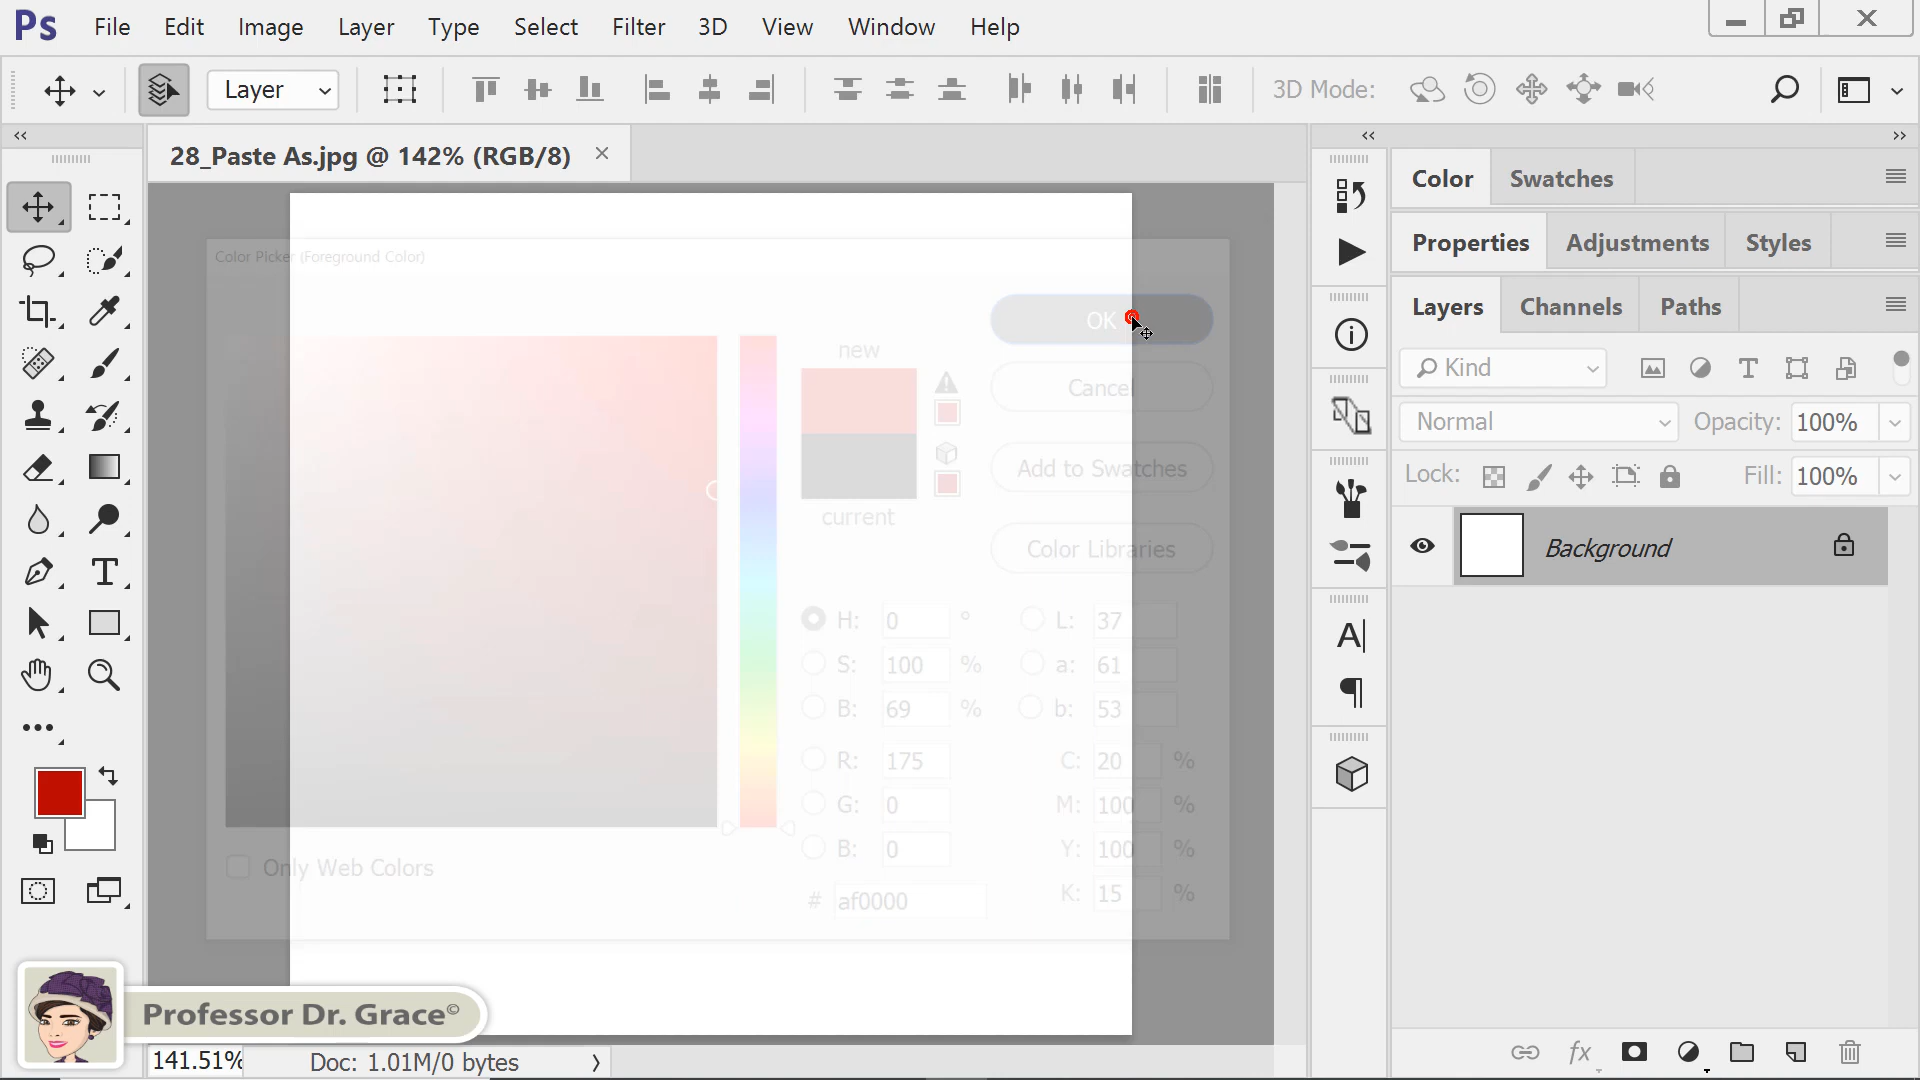 Ps File Edit Image Layer Type Select Filter 3D View Window Help
Layer 3D Mode:
28_Paste As.jpg @ 142% (RGB/8)
Color Picker (Foreground Color)
OK
new
Cancel
Add to Swatches
current
Color Libraries
H: 0 ° L: 37
S: 100 % a: 61
B: 69 % b: 53
R: 175 C: 20 %
G: 0 M: 100 %
B: 0 Y: 100 %
Only Web Colors
# af0000 K: 15 %
Color Swatches
Properties Adjustments Styles
Layers Channels Paths
Kind
Normal Opacity: 100%
Lock: Fill: 100%
Background
Professor Dr. Grace©
141.51% Doc: 1.01M/0 bytes
fx